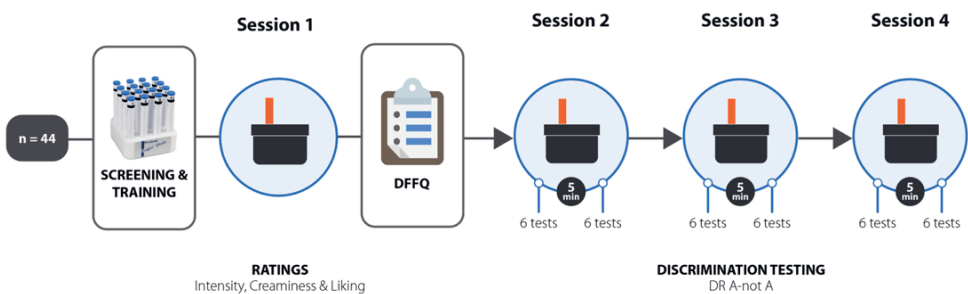 Session 1
Session 2
Session 3
Session 4
n = 44
SCREENING &
TRAINING
DFFQ
5
min
5
min
5
min
6 tests
6 tests
6 tests
6 tests
6 tests
6 tests
RATINGS
Intensity, Creaminess & Liking
DISCRIMINATION TESTING
DR A-not A